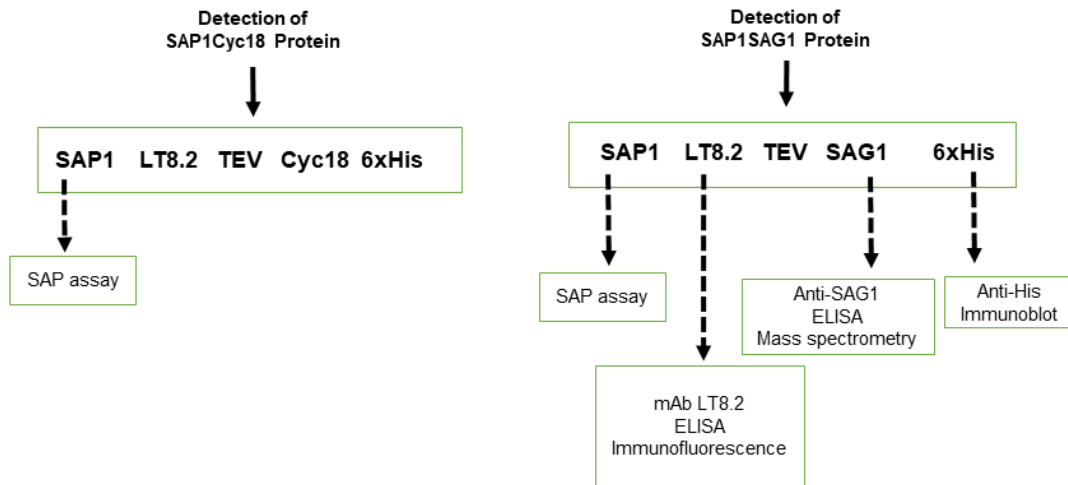 Detection of
SAP1Cyc18 Protein
SAP1 LT8.2 TEV Cyc18 6xHis
SAP assay
Detection of
SAP1SAG1 Protein
SAP1 LT8.2 TEV SAG1 6xHis
SAP assay
mAb LT8.2
ELISA
Immunofluorescence
Anti-SAG1
ELISA
Mass spectrometry
Anti-His
Immunoblot